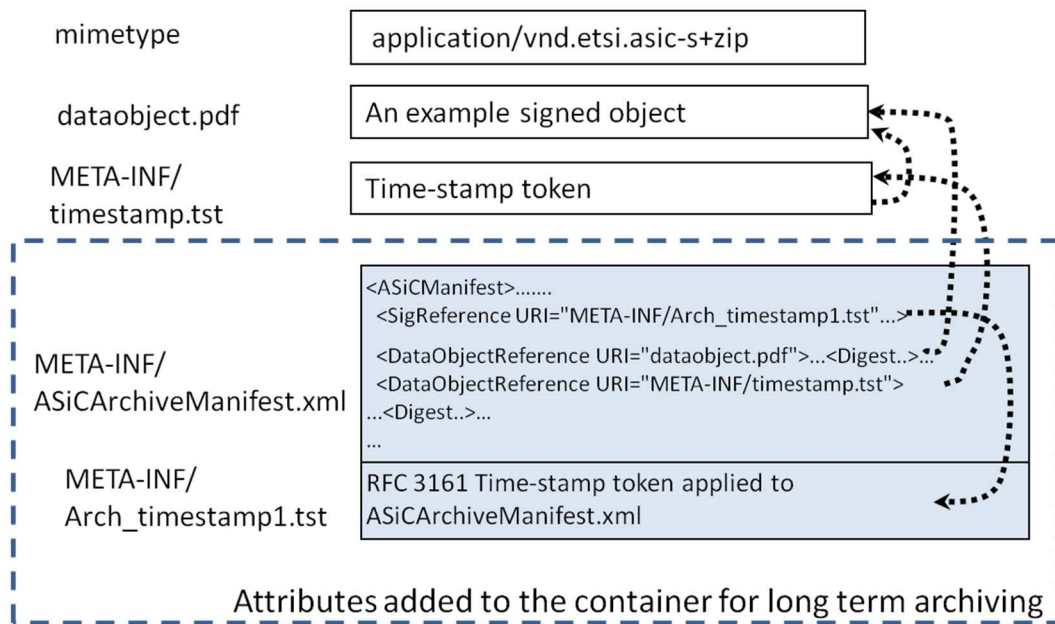 mimetype
application/vnd.etsi.asic-s+zip
dataobject.pdf
An example signed object
META-INF/
timestamp.tst
Time-stamp token
META-INF/
ASiCArchiveManifest.xml
<ASiCManifest>.......
<SigReference URI="META-INF/Arch_timestamp1.tst"...>
<DataObjectReference URI="dataobject.pdf">...<Digest..>...
<DataObjectReference URI="META-INF/timestamp.tst">
...<Digest..>...
...
META-INF/
Arch_timestamp1.tst
RFC 3161 Time-stamp token applied to
ASiCArchiveManifest.xml
Attributes added to the container for long term archiving